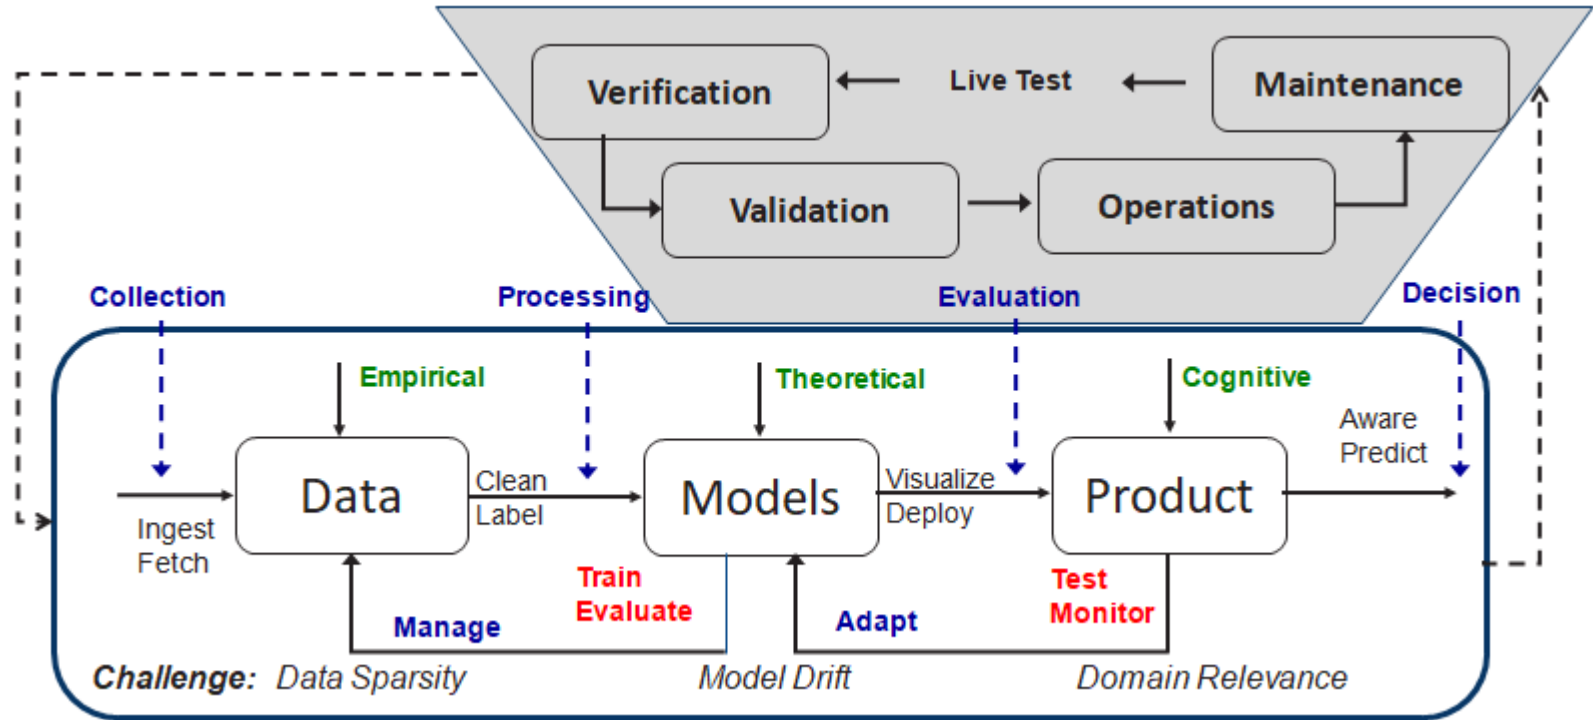 Verification
Live Test
Maintenance
Validation
Operations
Collection
Processing
Evaluation
Decision
Empirical
Theoretical
Cognitive
Aware
Predict
Ingest
Fetch
Data
Clean
Label
Models
Visualize
Deploy
Product
Train
Evaluate
Test
Monitor
Manage
Adapt
Challenge: Data Sparsity
Model Drift
Domain Relevance